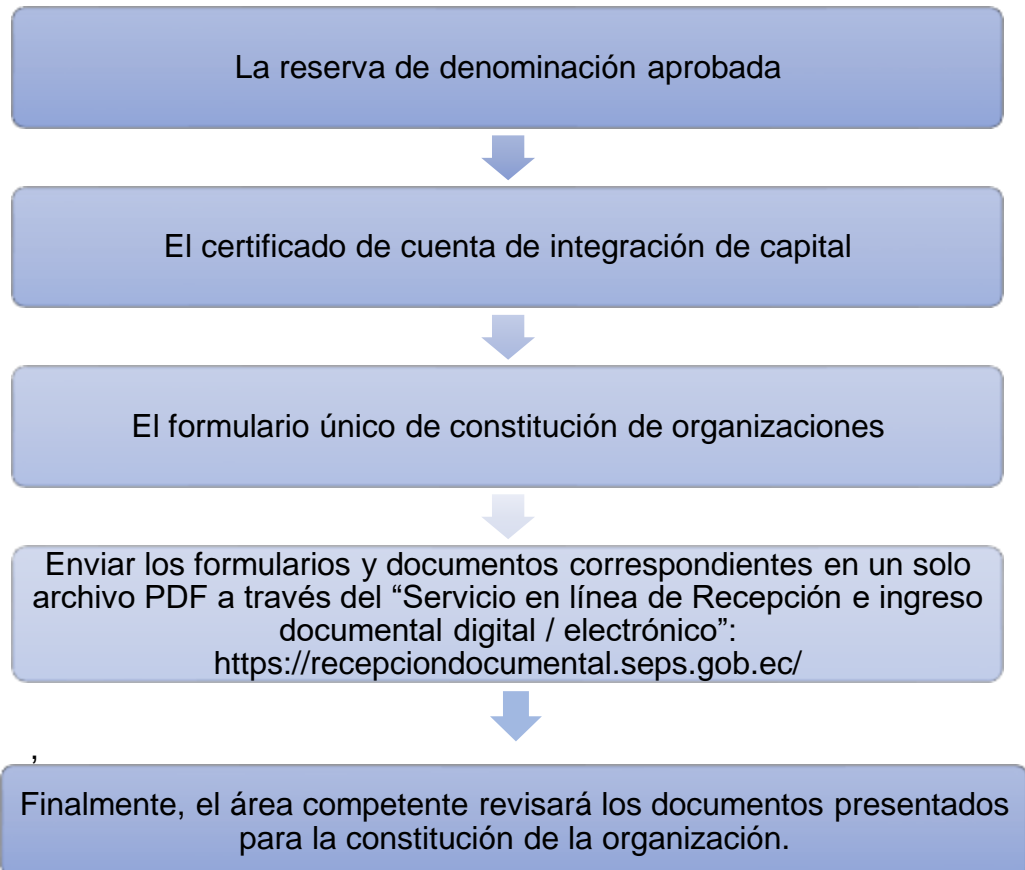 La reserva de denominación aprobada
El certificado de cuenta de integración de capital
El formulario único de constitución de organizaciones
Enviar los formularios y documentos correspondientes en un solo
archivo PDF a través del “Servicio en línea de Recepción e ingreso
documental digital / electrónico”:
https://recepciondocumental.seps.gob.ec/
,
Finalmente, el área competente revisará los documentos presentados
para la constitución de la organización.